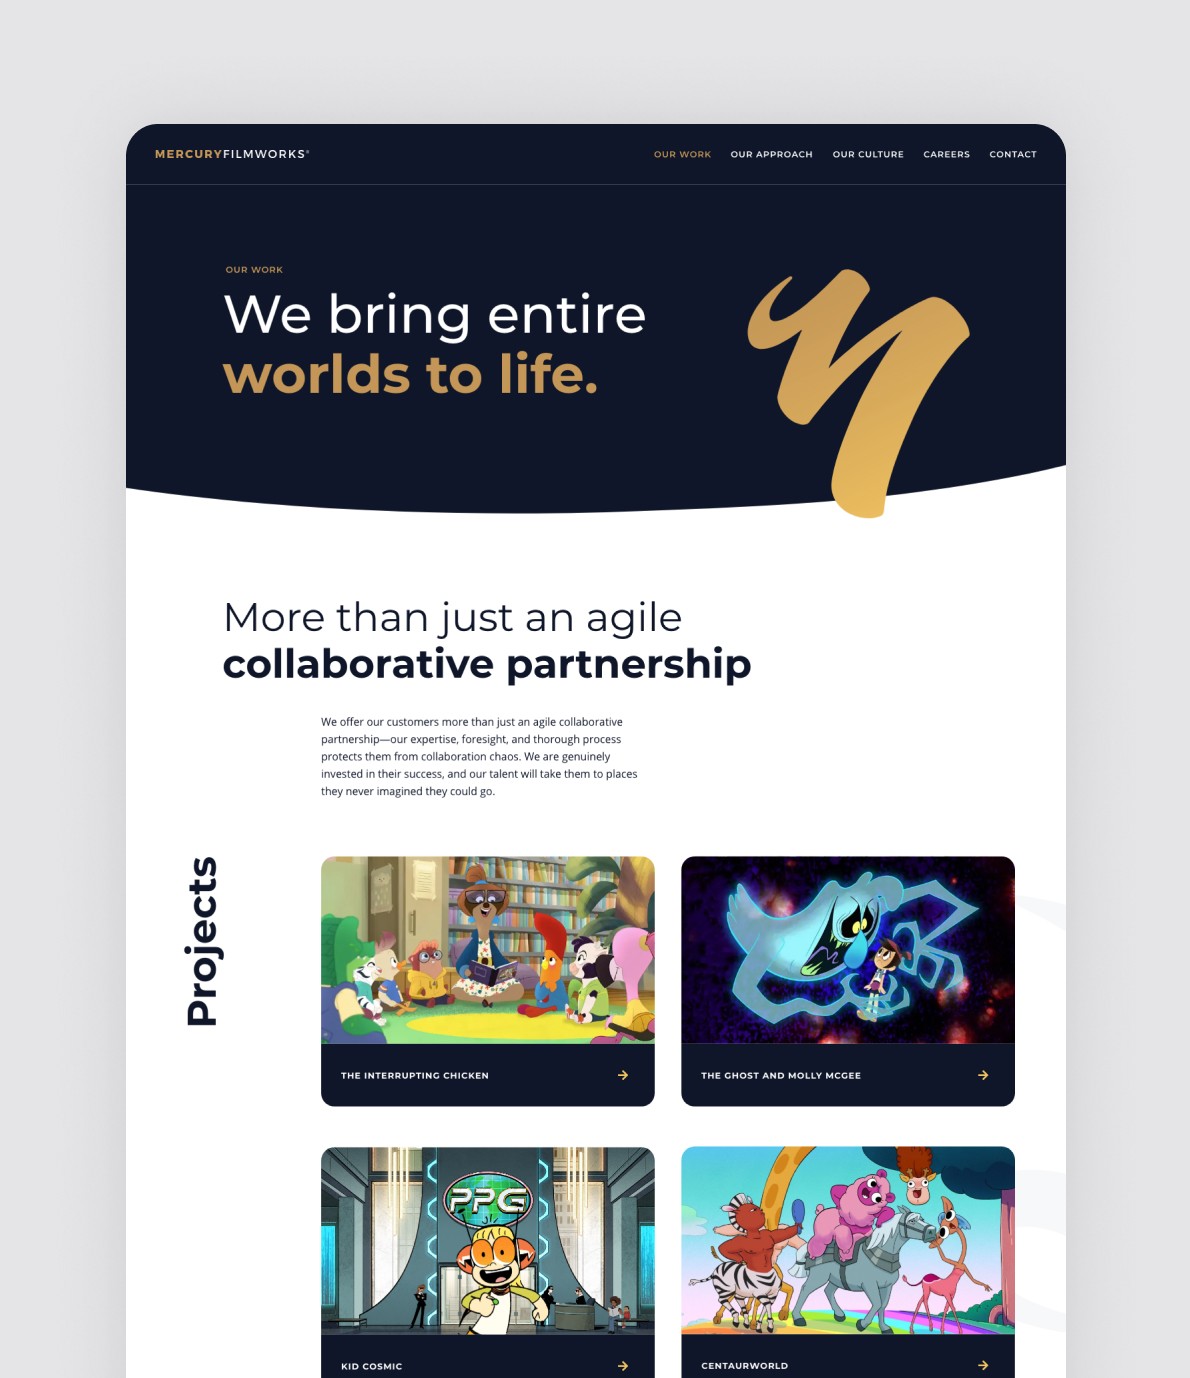 MERCURYFILMWORKS®
OUR WORK OUR APPROACH OUR CULTURE CAREERS CONTACT
OUR WORK
We bring entire
worlds to life.
More than just an agile
collaborative partnership
We offer our customers more than just an agile collaborative
partnership—our expertise, foresight, and thorough process
protects them from collaboration chaos. We are genuinely
invested in their success, and our talent will take them to places
they never imagined they could go.
Projects
THE INTERRUPTING CHICKEN
THE GHOST AND MOLLY MCGEE
PPG
KID COSMIC
CENTAURWORLD